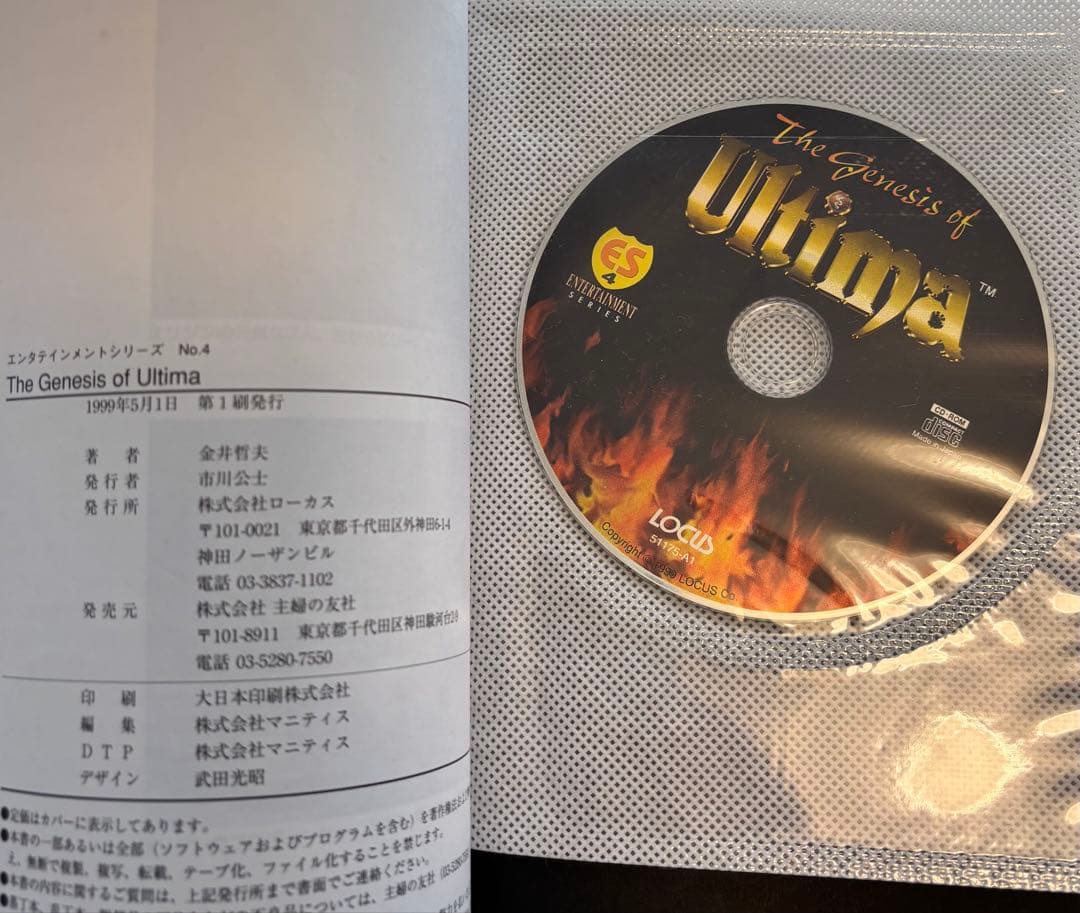 エンタテインメントシリーズ No.4
The Genesis of Ultima
1999年5月1日 第1刷発行
著者 金井哲夫
発行者 市川公士
発行所 株式会社ローカス
〒101-0021 東京都千代田区外神田6-1-4
神田ノーザンビル
電話 03-3837-1102
発売元 株式会社 主婦の友社
〒101-8911 東京都千代田区神田駿河台2-9
電話 03-5280-7550
印刷 大日本印刷株式会社
編集 株式会社マニティス
DTP 株式会社マニティス
デザイン 武田光昭
●定価はカバーに表示してあります。
●本書の一部あるいは全部（ソフトウェアおよびプログラムを含む）を著作権法
え、無断で複製、複写、転載、テープ化、ファイル化することを禁じます。
●本書の内容に関するご質問は、上記発行所まで書面でご連絡ください。
The Genesis of
Ultima™
ES
4
ENTERTAINMENT
SERIES
CD-ROM
COMPACT
disc
Made in
LOCUS
51175-A1
Copyright © 1999 LOCUS Co.